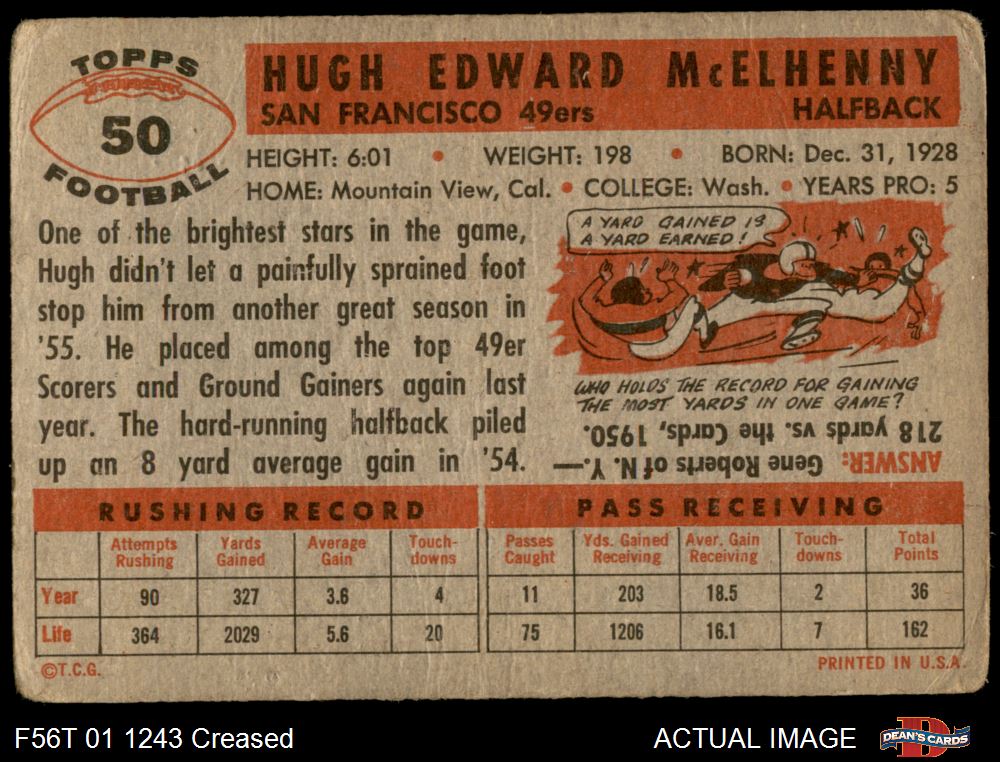 TOPPS
50
FOOTBALL
HUGH EDWARD McELHENNY
SAN FRANCISCO 49ers HALFBACK
HEIGHT: 6:01 • WEIGHT: 198 • BORN: Dec. 31, 1928
HOME: Mountain View, Cal. • COLLEGE: Wash. • YEARS PRO: 5
One of the brightest stars in the game,
Hugh didn't let a painfully sprained foot
stop him from another great season in
'55. He placed among the top 49er
Scorers and Ground Gainers again last
year. The hard-running halfback piled
up an 8 yard average gain in '54.
A YARD GAINED IS
A YARD EARNED!
WHO HOLDS THE RECORD FOR GAINING
THE MOST YARDS IN ONE GAME?
ANSWER: Gene Roberts of N. Y.—
218 yards vs. the Cards, 1950.
RUSHING RECORD
Attempts Rushing Yards Gained Average Gain Touch-downs
Year 90 327 3.6 4
Life 364 2029 5.6 20
PASS RECEIVING
Passes Caught Yds. Gained Receiving Aver. Gain Receiving Touch-downs Total Points
11 203 18.5 2 36
75 1206 16.1 7 162
©T.C.G.
PRINTED IN U.S.A.
F56T 01 1243 Creased
ACTUAL IMAGE
D
DEAN'S CARDS